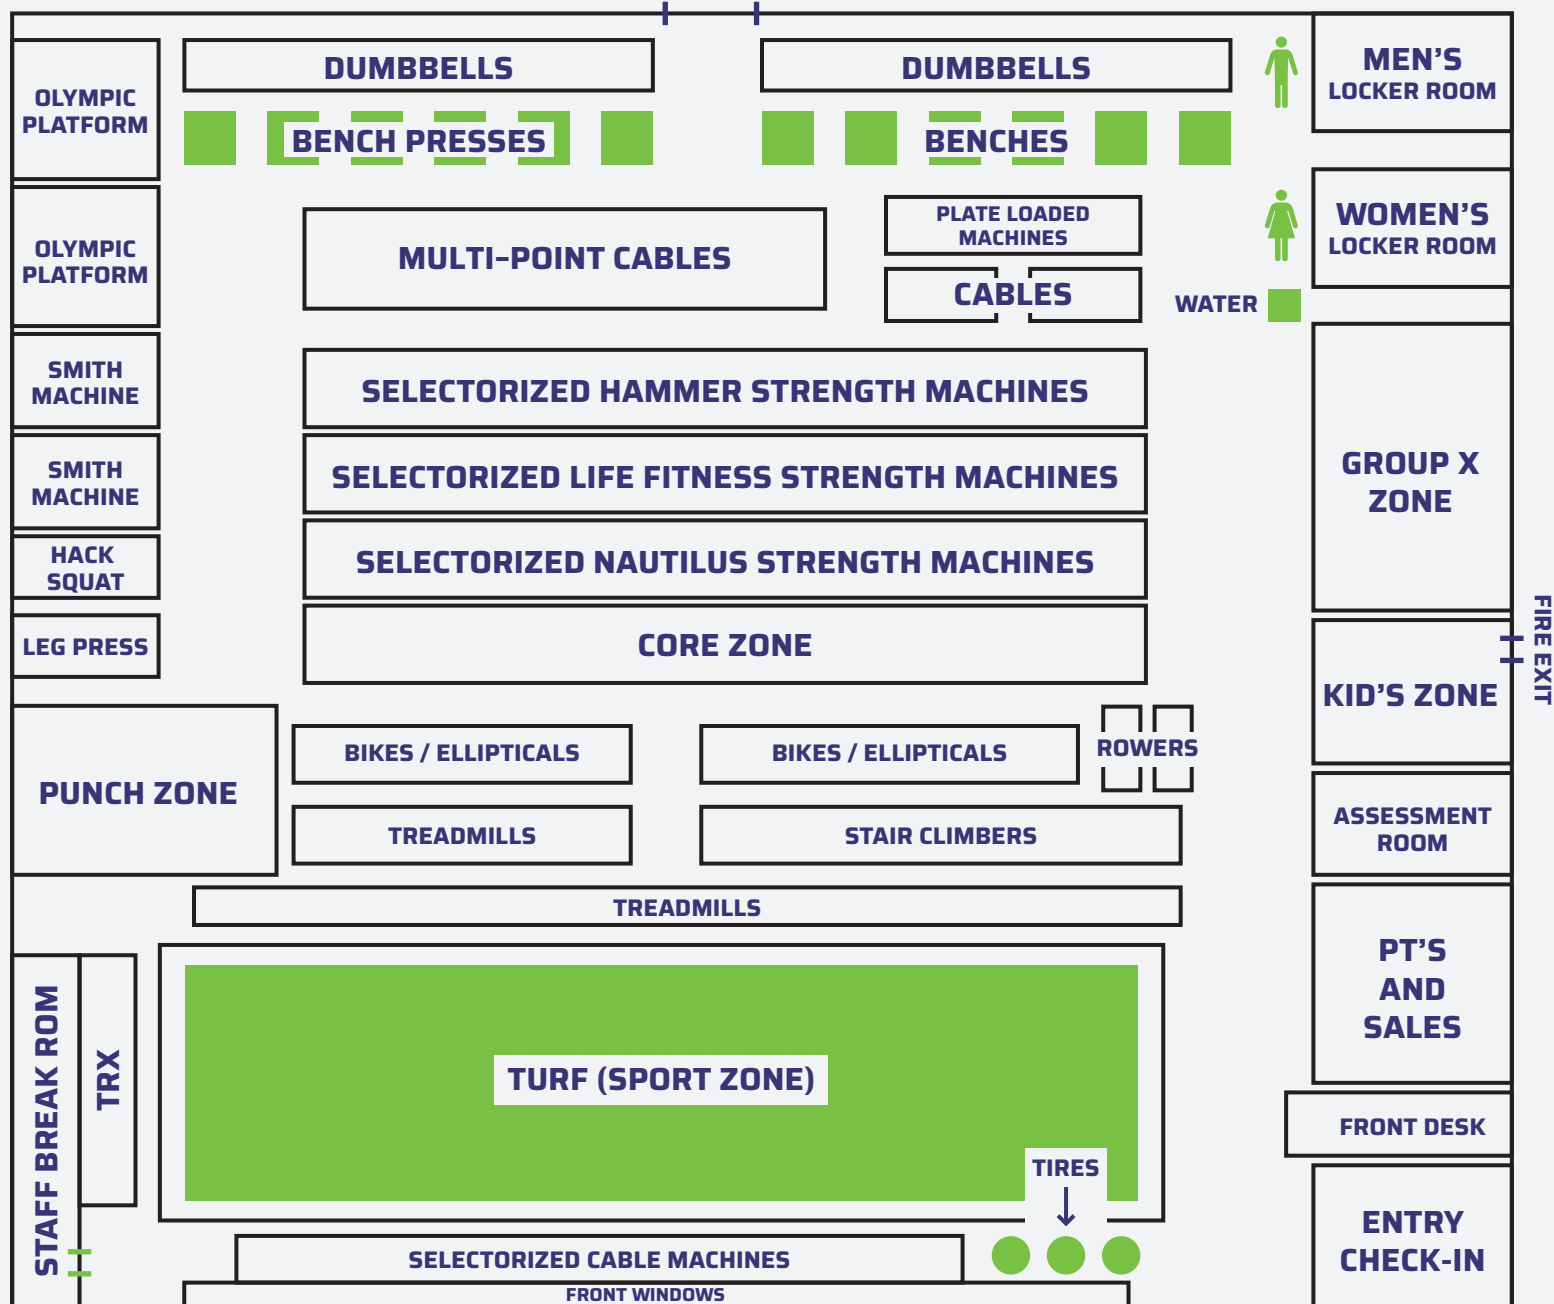 DUMBBELLS
DUMBBELLS
MEN'S
LOCKER ROOM
OLYMPIC
PLATFORM
BENCH PRESSES
BENCHES
OLYMPIC
PLATFORM
MULTI-POINT CABLES
PLATE LOADED
MACHINES
CABLES
WOMEN'S
LOCKER ROOM
WATER
SMITH
MACHINE
SELECTORIZED HAMMER STRENGTH MACHINES
SMITH
MACHINE
SELECTORIZED LIFE FITNESS STRENGTH MACHINES
GROUP X
ZONE
HACK
SQUAT
SELECTORIZED NAUTILUS STRENGTH MACHINES
LEG PRESS
CORE ZONE
FIRE EXIT
KID'S ZONE
PUNCH ZONE
BIKES / ELLIPTICALS
BIKES / ELLIPTICALS
ROWERS
TREADMILLS
STAIR CLIMBERS
ASSESSMENT
ROOM
TREADMILLS
PT'S
AND
SALES
STAFF BREAK ROM
TRX
TURF (SPORT ZONE)
TIRES
FRONT DESK
ENTRY
CHECK-IN
SELECTORIZED CABLE MACHINES
FRONT WINDOWS